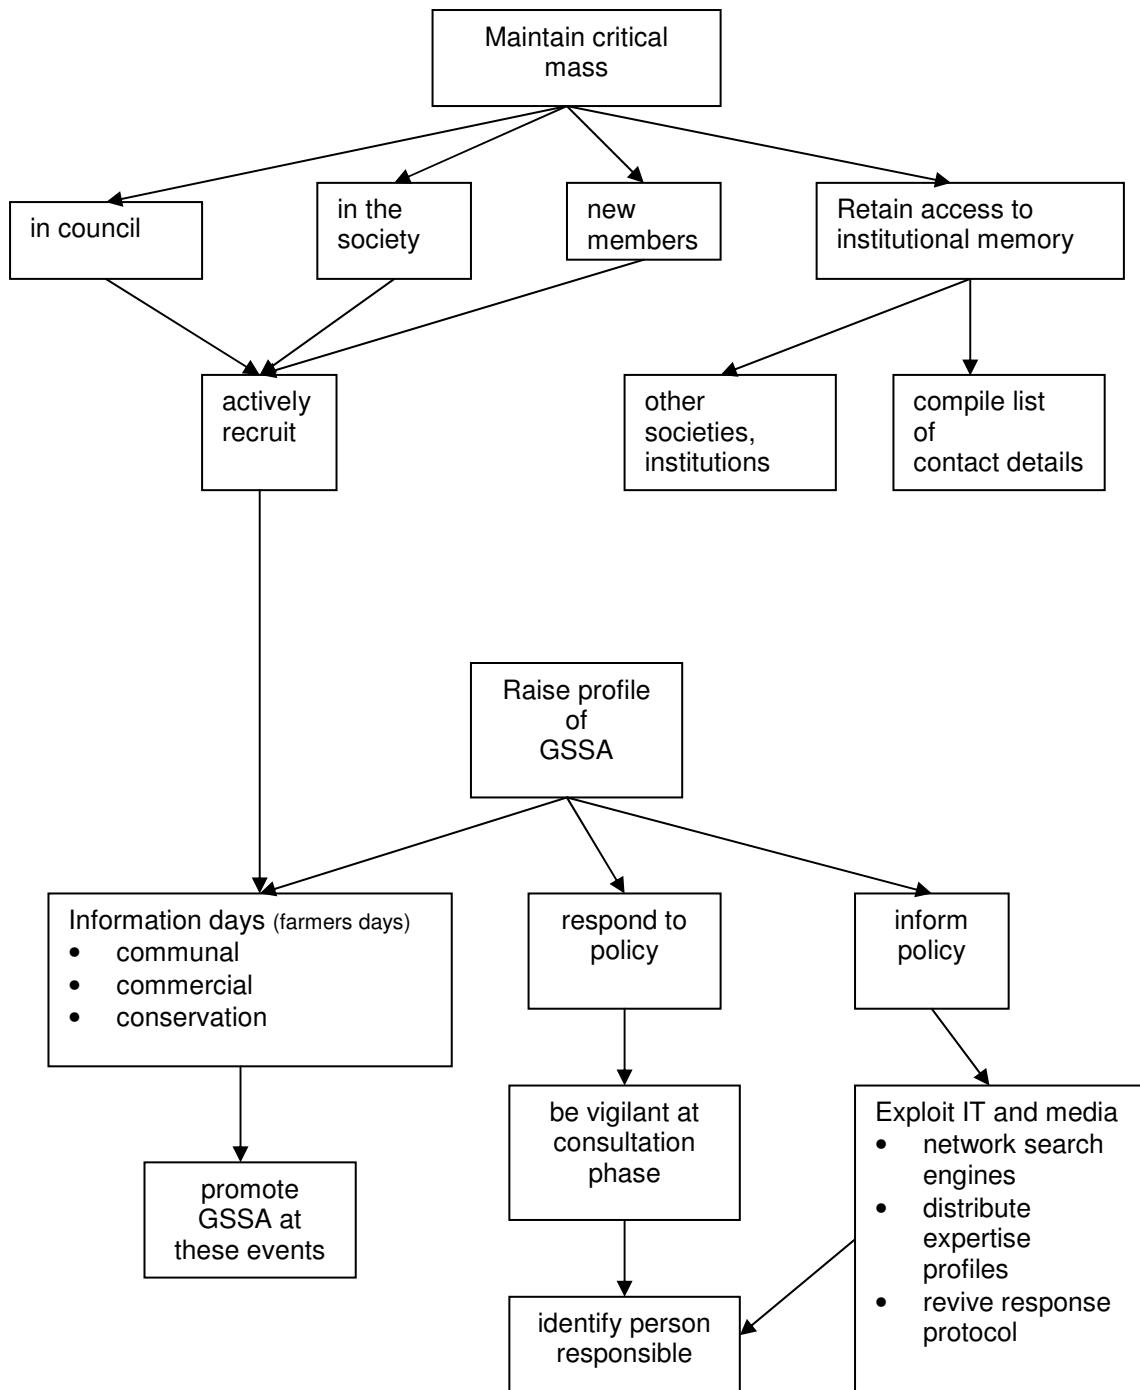 Maintain critical
mass
in council
in the
society
new
members
Retain access to
institutional memory
actively
recruit
other
societies,
institutions
compile list
of
contact details
Raise profile
of
GSSA
Information days (farmers days)
• communal
• commercial
• conservation
respond to
policy
inform
policy
promote
GSSA at
these events
be vigilant at
consultation
phase
Exploit IT and media
• network search
engines
• distribute
expertise
profiles
• revive response
protocol
identify person
responsible